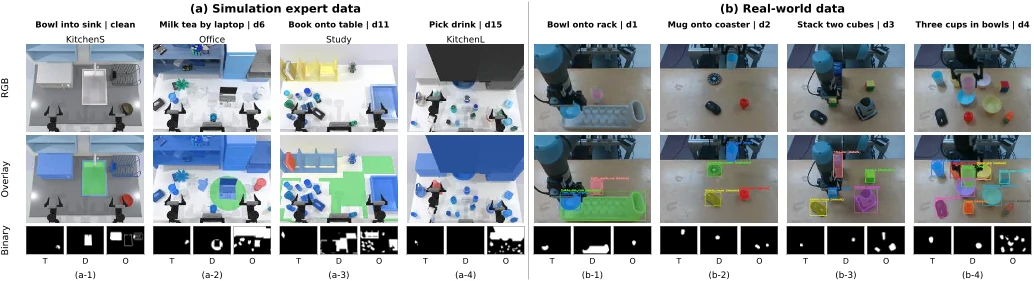 (a) Simulation expert data
(b) Real-world data
Bowl into sink | clean
Milk tea by laptop | d6
Book onto table | d11
Pick drink | d15
Bowl onto rack | d1
Mug onto coaster | d2
Stack two cubes | d3
Three cups in bowls | d4
KitchenS
Office
Study
KitchenL
RGB
Overlay
Binary
T D O
T D O
T D O
T O
T D O
T D O
T D O
T D O
(a-1)
(a-2)
(a-3)
(a-4)
(b-1)
(b-2)
(b-3)
(b-4)